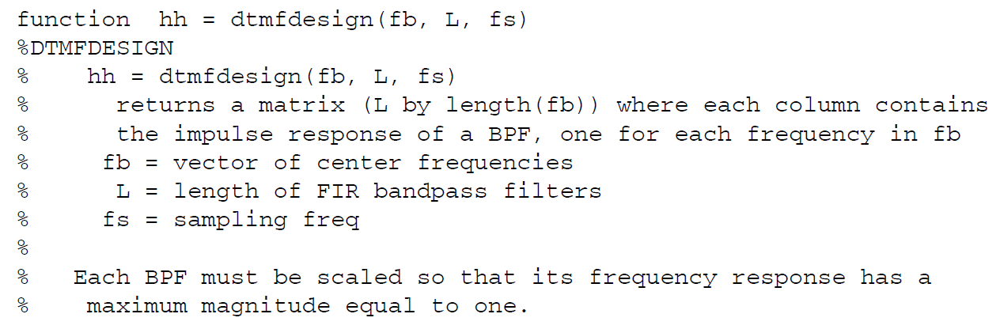 function  hh = dtmfdesign(fb, L, fs)
%DTMFDESIGN
%    hh = dtmfdesign(fb, L, fs)
%      returns a matrix (L by length(fb)) where each column contains
%      the impulse response of a BPF, one for each frequency in fb
%     fb = vector of center frequencies
%      L = length of FIR bandpass filters
%     fs = sampling freq
%
%   Each BPF must be scaled so that its frequency response has a
%    maximum magnitude equal to one.